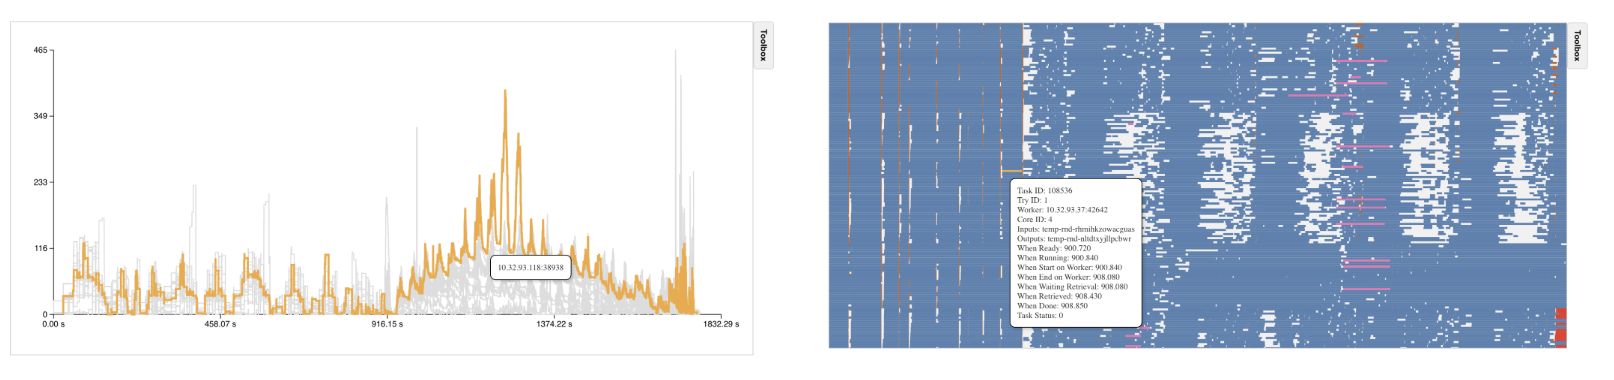 465
349
233
116
0
0.00 s
458.07 s
916.15 s
1374.22 s
1832.29 s
10.32.93.118:38938
Toolbox
Task ID: 108536
Try ID: 1
Worker: 10.32.93.37:42642
Core ID: 4
Inputs: temp-rnd-rhmihkzowacguas
Outputs: temp-rnd-nltdtxyjllpcbwr
When Ready: 900.720
When Running: 900.840
When Start on Worker: 900.840
When End on Worker: 908.080
When Waiting Retrieval: 908.080
When Retrieved: 908.430
When Done: 908.850
Task Status: 0
Toolbox